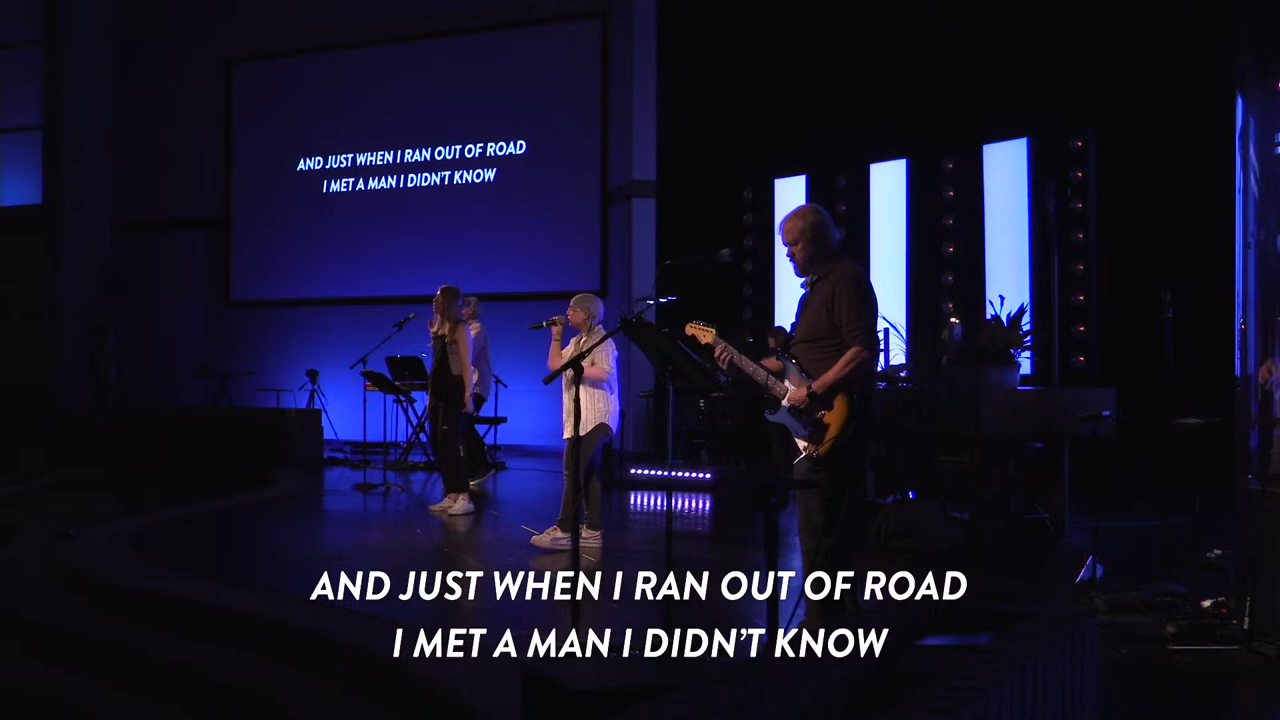 AND JUST WHEN I RAN OUT OF ROAD
I MET A MAN I DIDN'T KNOW
AND JUST WHEN I RAN OUT OF ROAD
I MET A MAN I DIDN’T KNOW